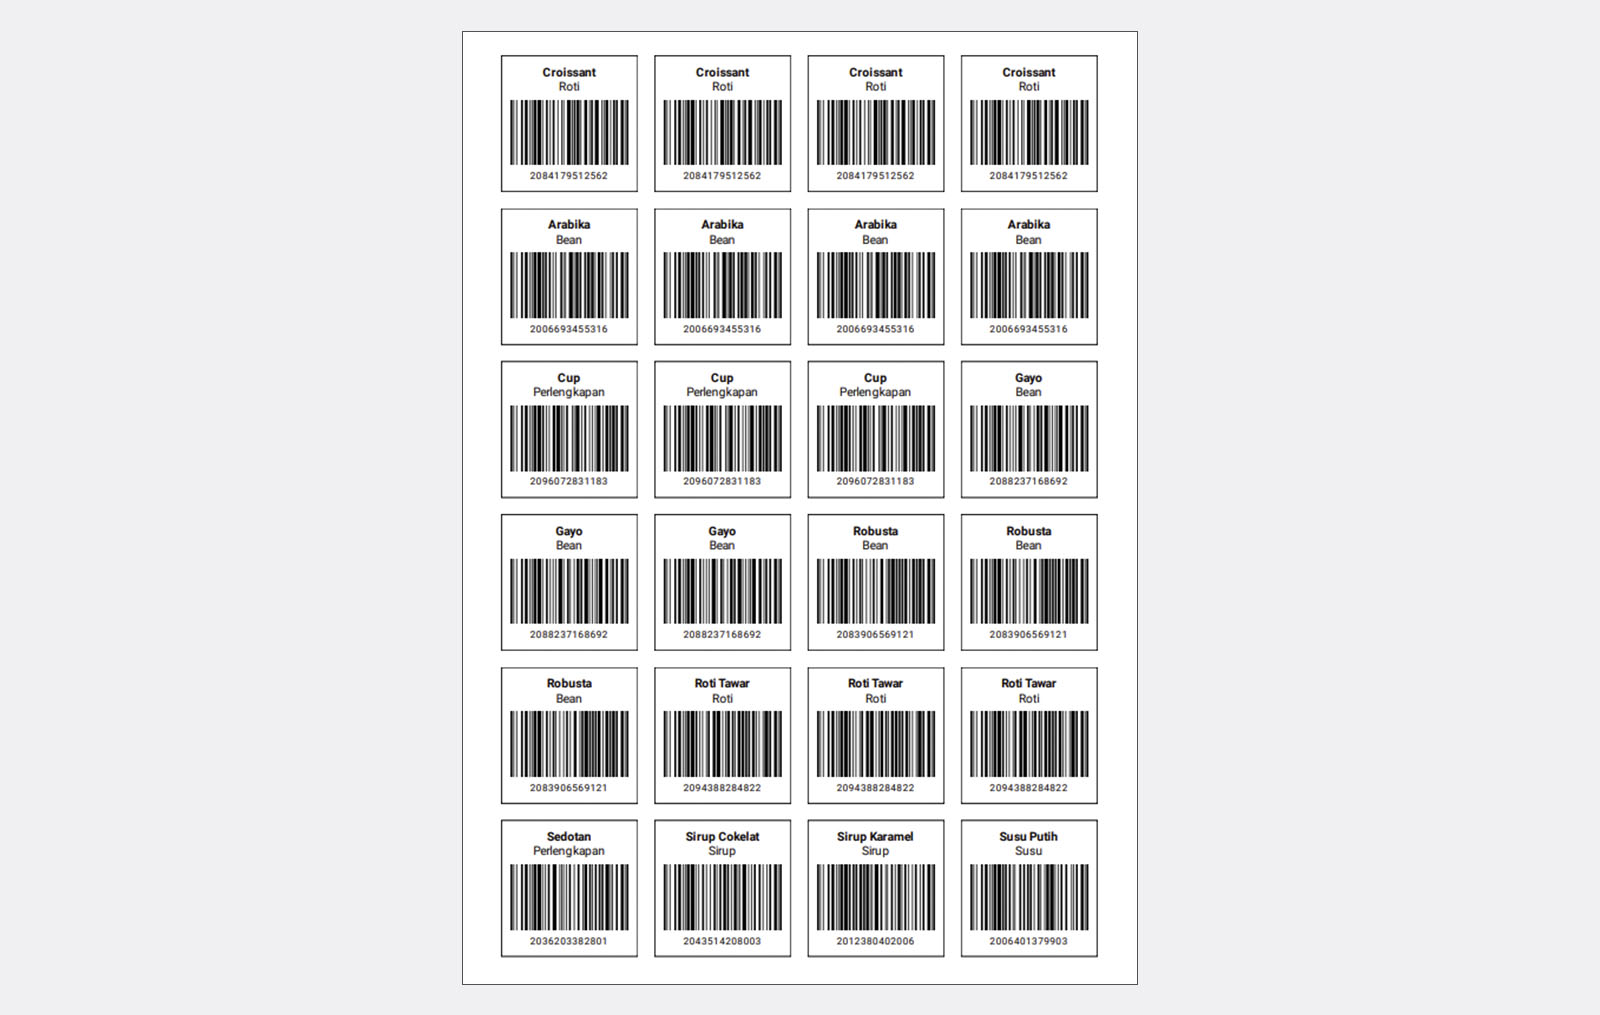 Croissant
Roti
2084179512562
Croissant
Roti
2084179512562
Croissant
Roti
2084179512562
Croissant
Roti
2084179512562
Arabika
Bean
2006693455316
Arabika
Bean
2006693455316
Arabika
Bean
2006693455316
Arabika
Bean
2006693455316
Cup
Perlengkapan
2096072831183
Cup
Perlengkapan
2096072831183
Cup
Perlengkapan
2096072831183
Gayo
Bean
2088237168692
Gayo
Bean
2088237168692
Gayo
Bean
2088237168692
Robusta
Bean
2083906569121
Robusta
Bean
2083906569121
Robusta
Bean
2083906569121
Roti Tawar
Roti
2094388284822
Roti Tawar
Roti
2094388284822
Roti Tawar
Roti
2094388284822
Sedotan
Perlengkapan
2036203382801
Sirup Cokelat
Sirup
2043514208003
Sirup Karamel
Sirup
2012380402006
Susu Putih
Susu
2006401379903